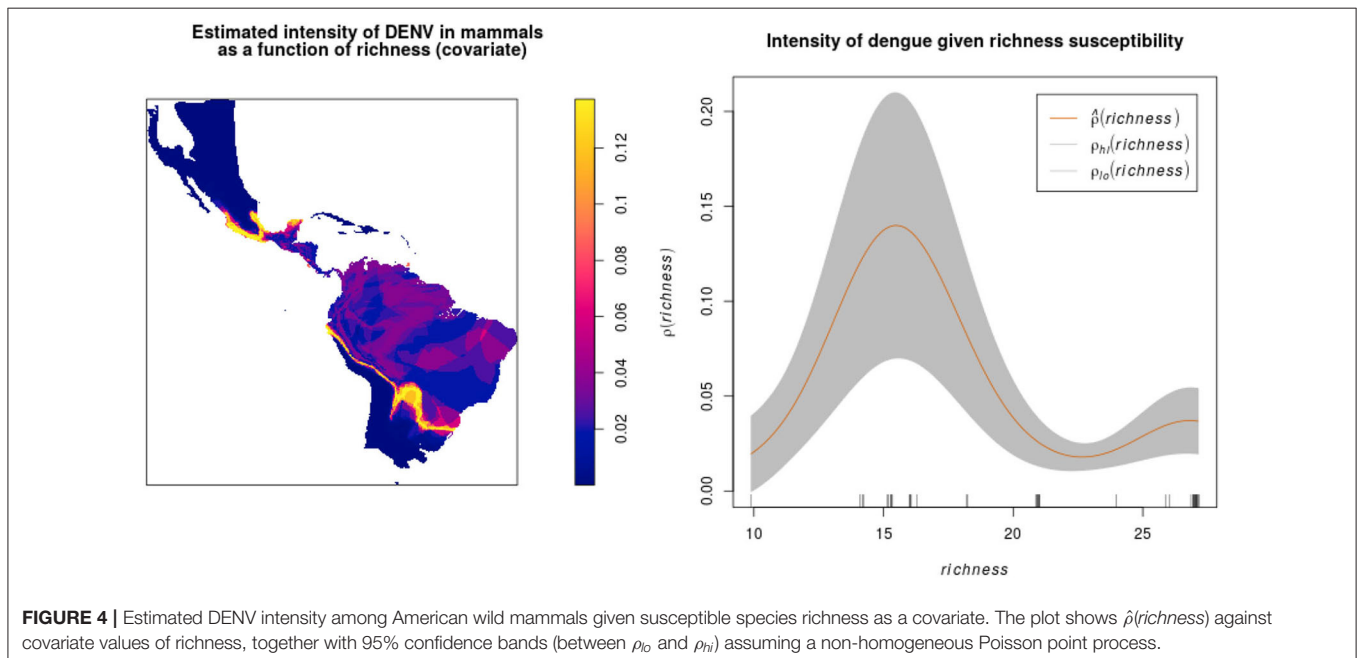 Estimated intensity of DENV in mammals
as a function of richness (covariate)
0.02
0.04
0.06
0.08
0.1
0.12
Intensity of dengue given richness susceptibility
ρ(richness)
0.00
0.05
0.10
0.15
0.20
ρ̂(richness)
ρhi(richness)
ρlo(richness)
10
15
20
25
richness
FIGURE 4 | Estimated DENV intensity among American wild mammals given susceptible species richness as a covariate. The plot shows ρ̂(richness) against
covariate values of richness, together with 95% confidence bands (between ρlo and ρhi) assuming a non-homogeneous Poisson point process.